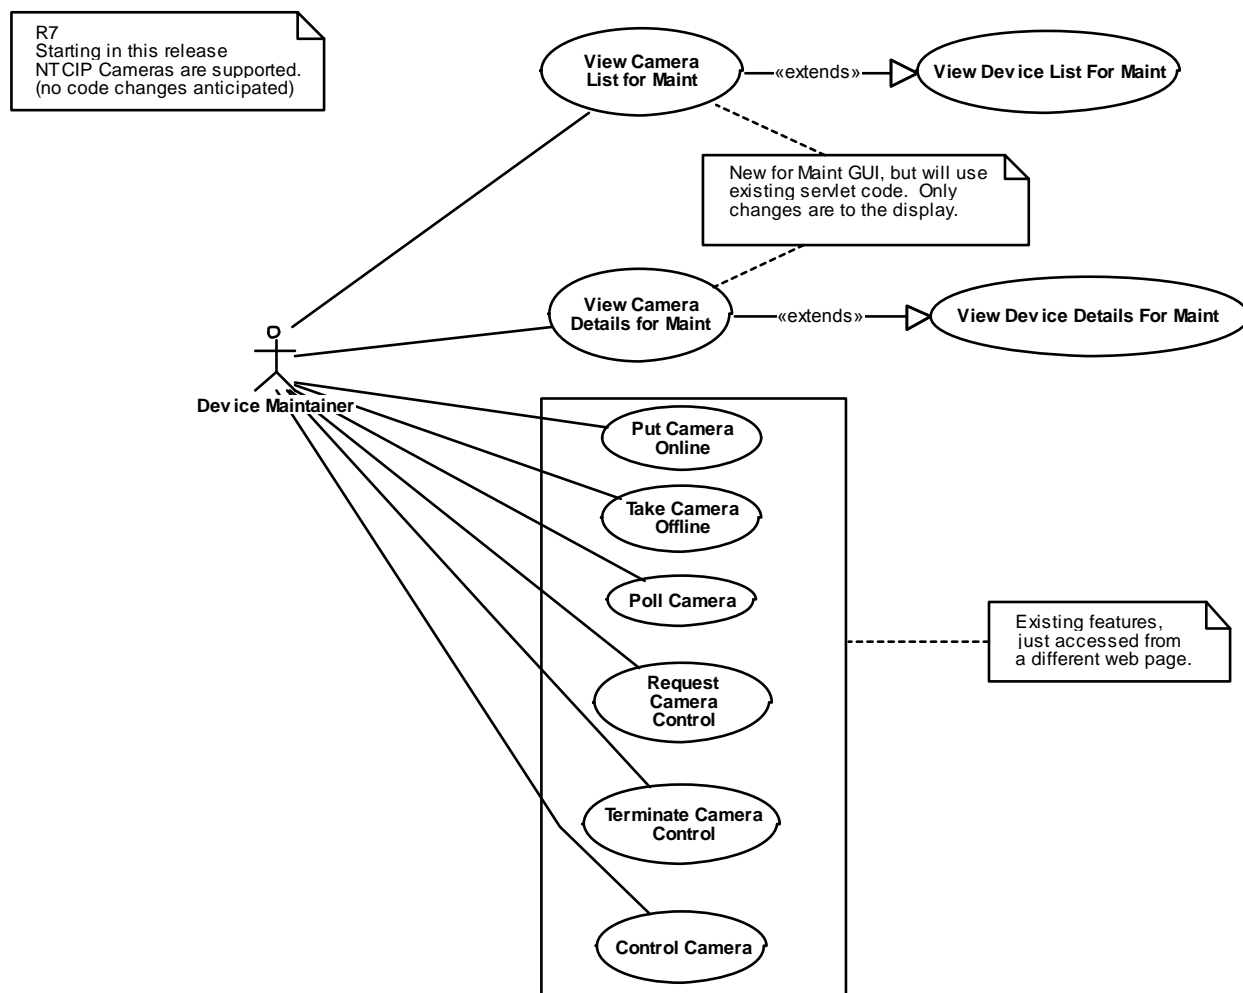 R7
Starting in this release
NTCIP Cameras are supported.
(no code changes anticipated)
View Camera
List for Maint
«extends»
View Device List For Maint
New for Maint GUI, but will use
existing servlet code. Only
changes are to the display.
View Camera
Details for Maint
«extends»
View Device Details For Maint
Device Maintainer
Put Camera
Online
Take Camera
Offline
Poll Camera
Existing features,
just accessed from
a different web page.
Request
Camera
Control
Terminate Camera
Control
Control Camera